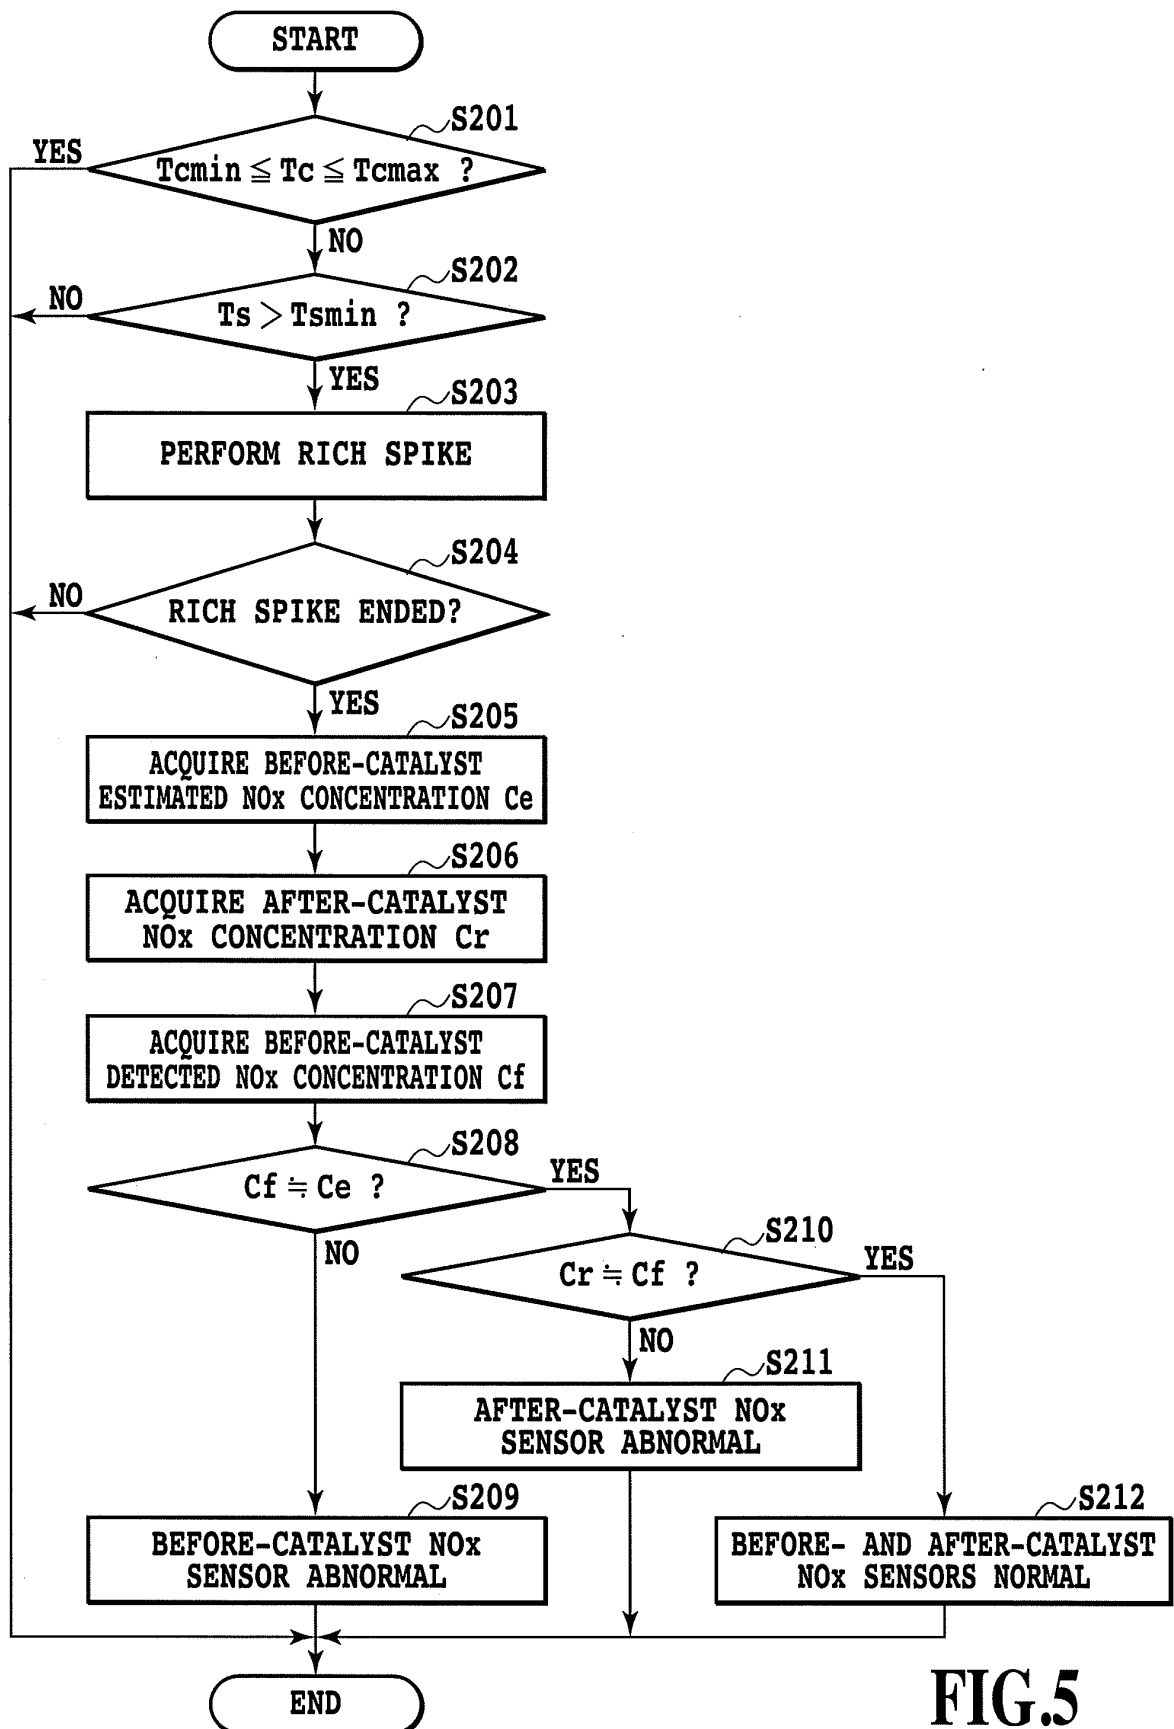 START
S201
YES
Tcmin ≦ Tc ≦ Tcmax ?
NO
S202
NO
Ts > Tsmin ?
YES
S203
PERFORM RICH SPIKE
S204
NO
RICH SPIKE ENDED?
YES
S205
ACQUIRE BEFORE-CATALYST
ESTIMATED NOx CONCENTRATION Ce
S206
ACQUIRE AFTER-CATALYST
NOx CONCENTRATION Cr
S207
ACQUIRE BEFORE-CATALYST
DETECTED NOx CONCENTRATION Cf
S208
YES
Cf ≒ Ce ?
NO
S210
YES
Cr ≒ Cf ?
NO
S211
AFTER-CATALYST NOx
SENSOR ABNORMAL
S209
BEFORE-CATALYST NOx
SENSOR ABNORMAL
S212
BEFORE- AND AFTER-CATALYST
NOx SENSORS NORMAL
END
FIG.5